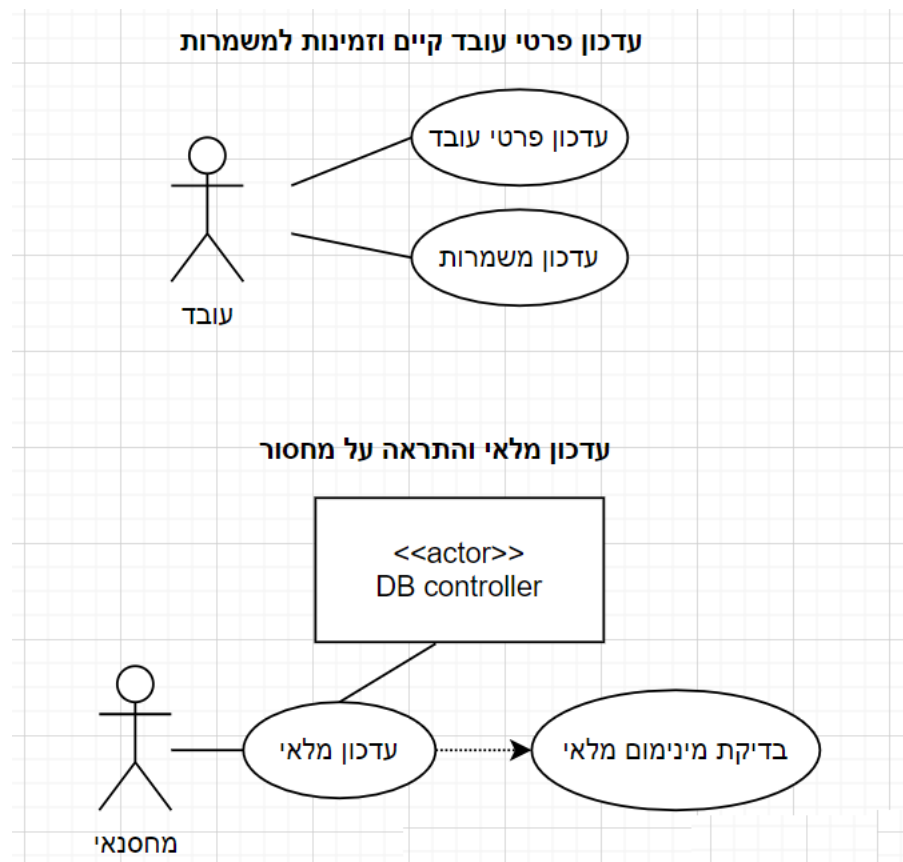 עדכון פרטי עובד קיים וזמינות למשמרות
עדכון פרטי עובד
עדכון משמרות
עובד
עדכון מלאי והתראה על מחסור
<<actor>>
DB controller
עדכון מלאי
בדיקת מינימום מלאי
מחסנאי